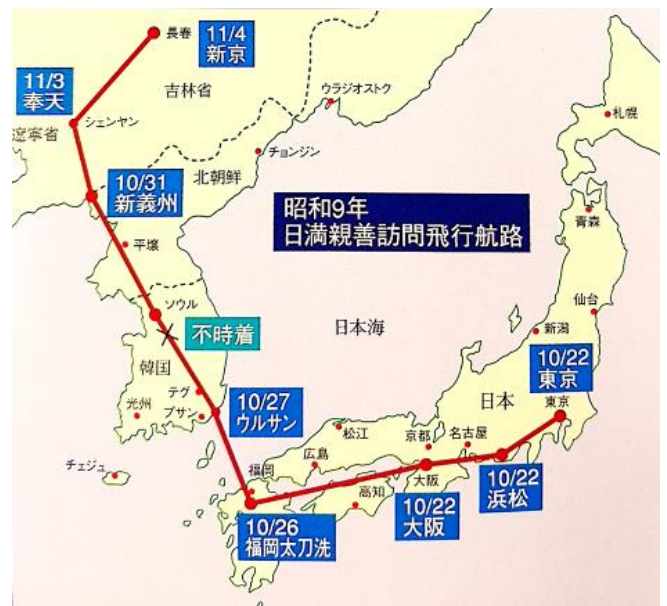 長春
11/4
新京
11/3
奉天
吉林省
ウラジオストク
シェンヤン
遼寧省
札幌
チョンジン
10/31
新義州
北朝鮮
昭和9年
日満親善訪問飛行航路
青森
平壌
ソウル
仙台
不時着
日本海
新潟
韓国
10/22
東京
テグ
10/27
ウルサン
日本
東京
光州
プサン
松江
京都
名古屋
チェジュ
広島
福岡
大阪
10/22
浜松
高知
10/22
大阪
10/26
福岡太刀洗